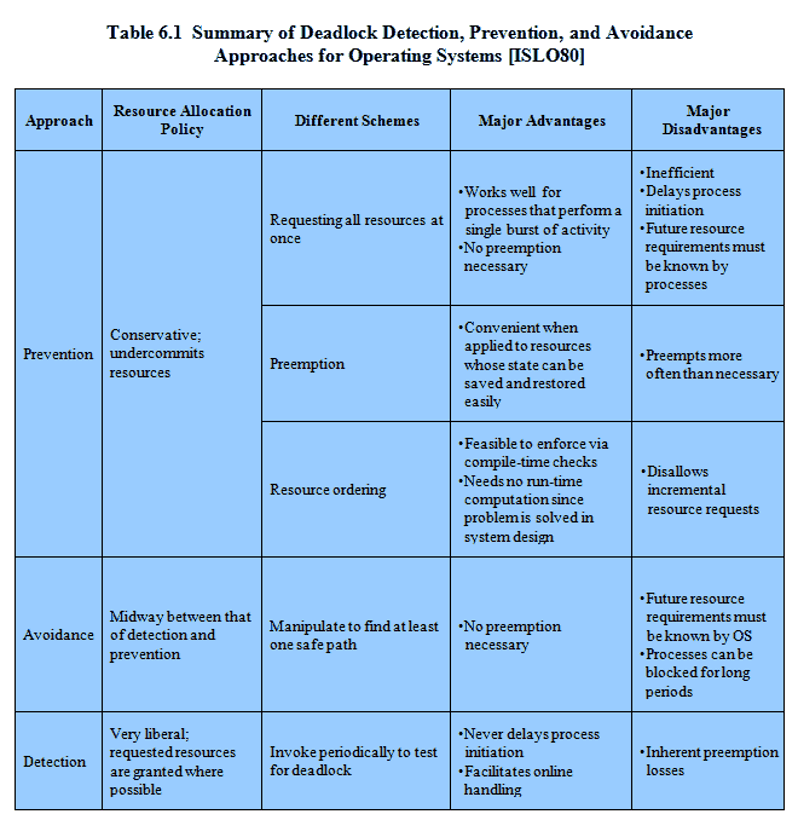 Table 6.1 Summary of Deadlock Detection, Prevention, and Avoidance
Approaches for Operating Systems [ISLO80]
Approach
Resource Allocation
Policy
Different Schemes
Major Advantages
Major
Disadvantages
Prevention
Conservative;
undercommits
resources
Requesting all resources at
once
•Works well for
processes that perform a
single burst of activity
•No preemption
necessary
•Inefficient
•Delays process
initiation
•Future resource
requirements must
be known by
processes
Preemption
•Convenient when
applied to resources
whose state can be
saved and restored
easily
•Preempts more
often than necessary
Resource ordering
•Feasible to enforce via
compile-time checks
•Needs no run-time
computation since
problem is solved in
system design
•Disallows
incremental
resource requests
Avoidance
Midway between that
of detection and
prevention
Manipulate to find at least
one safe path
•No preemption
necessary
•Future resource
requirements must
be known by OS
•Processes can be
blocked for long
periods
Detection
Very liberal;
requested resources
are granted where
possible
Invoke periodically to test
for deadlock
•Never delays process
initiation
•Facilitates online
handling
•Inherent preemption
losses